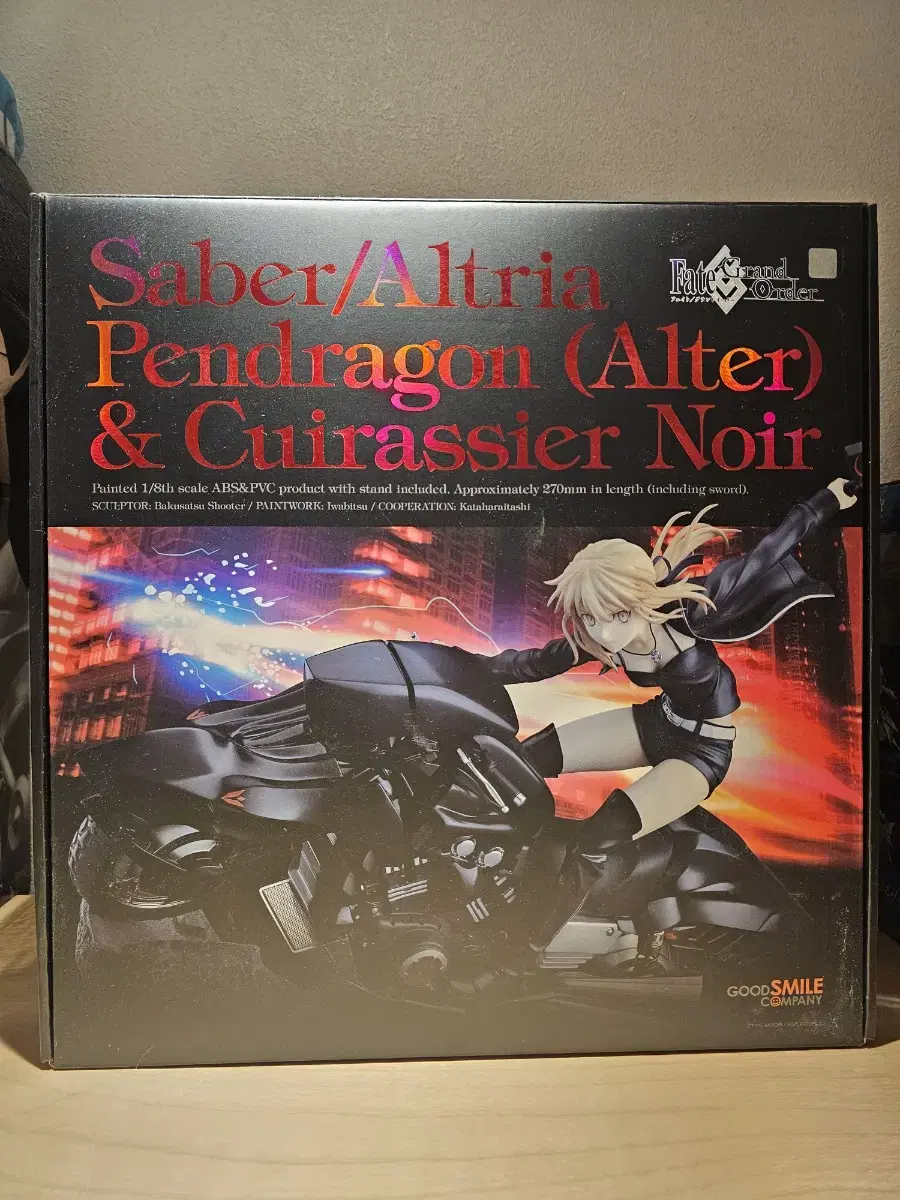 Saber/Altria
Pendragon (Alter)
& Cuirassier Noir
Fate Grand
Order
Painted 1/8th scale ABS&PVC product with stand included. Approximately 270mm in length (including sword).
SCULPTOR: Bakusatsu Shooter / PAINTWORK: Iwabitsu / COOPERATION: Kataharaitashi
GOOD SMILE
COMPANY